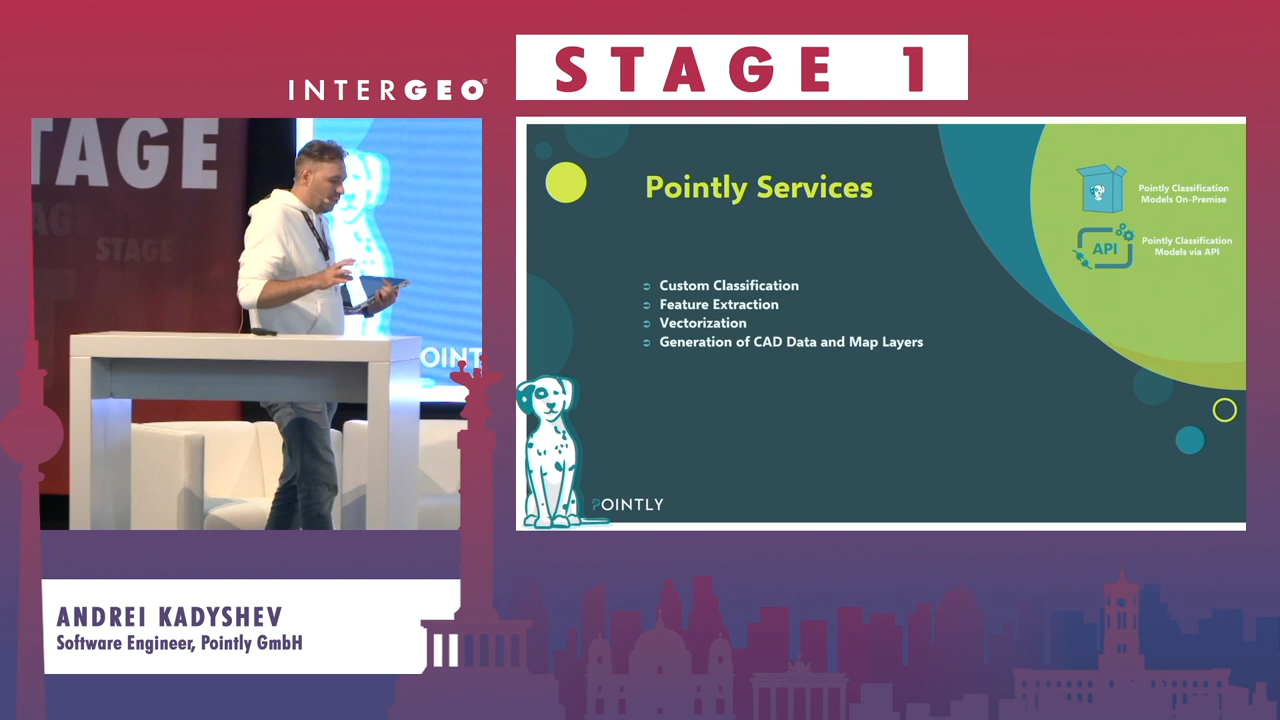 INTERGEO®
STAGE 1
TAGE
STAGE
OINT
Pointly Services
Pointly Classification
Models On-Premise
API
Pointly Classification
Models via API
Custom Classification
Feature Extraction
Vectorization
Generation of CAD Data and Map Layers
POINTLY
ANDREI KADYSHEV
Software Engineer, Pointly GmbH